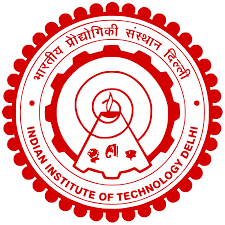 भारतीय प्रौद्योगिकी संस्थान दिल्ली
INDIAN INSTITUTE OF TECHNOLOGY DELHI